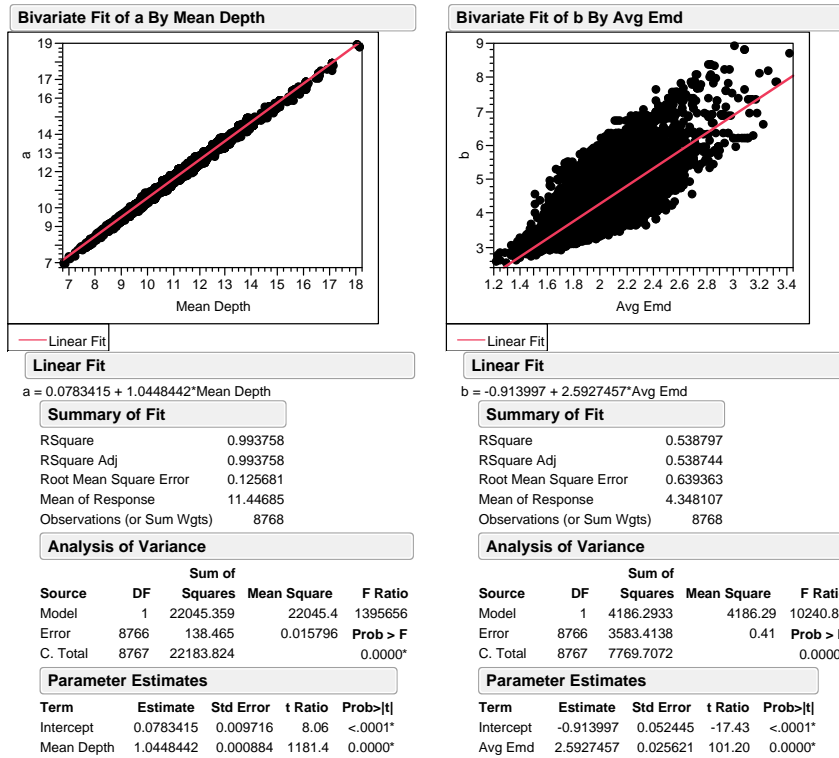 Bivariate Fit of a By Mean Depth
19
17
16
14
13
12
10
9
7
a
7 8 9 10 11 12 13 14 15 16 17 18
Mean Depth
Linear Fit
Linear Fit
a = 0.0783415 + 1.0448442*Mean Depth
Summary of Fit
RSquare 0.993758
RSquare Adj 0.993758
Root Mean Square Error 0.125681
Mean of Response 11.44685
Observations (or Sum Wgts) 8768
Analysis of Variance
Sum of
Source DF Squares Mean Square F Ratio
Model 1 22045.359 22045.4 1395656
Error 8766 138.465 0.015796 Prob > F
C. Total 8767 22183.824 0.0000*
Parameter Estimates
Term Estimate Std Error t Ratio Prob>|t|
Intercept 0.0783415 0.009716 8.06 <.0001*
Mean Depth 1.0448442 0.000884 1181.4 0.0000*
Bivariate Fit of b By Avg Emd
9
8
7
6
5
4
3
b
1.2 1.4 1.6 1.8 2 2.2 2.4 2.6 2.8 3 3.2 3.4
Avg Emd
Linear Fit
Linear Fit
b = -0.913997 + 2.5927457*Avg Emd
Summary of Fit
RSquare 0.538797
RSquare Adj 0.538744
Root Mean Square Error 0.639363
Mean of Response 4.348107
Observations (or Sum Wgts) 8768
Analysis of Variance
Sum of
Source DF Squares Mean Square F Rati
Model 1 4186.2933 4186.29 10240.8
Error 8766 3583.4138 0.41 Prob >
C. Total 8767 7769.7072 0.0000
Parameter Estimates
Term Estimate Std Error t Ratio Prob>|t|
Intercept -0.913997 0.052445 -17.43 <.0001*
Avg Emd 2.5927457 0.025621 101.20 0.0000*